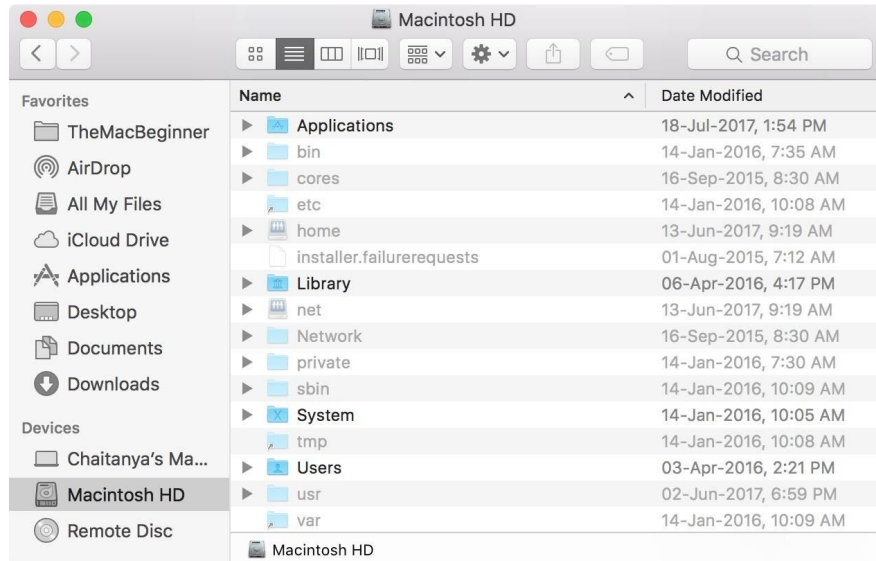 Macintosh HD
Search
Favorites
TheMacBeginner
AirDrop
All My Files
iCloud Drive
Applications
Desktop
Documents
Downloads
Devices
Chaitanya's Ma...
Macintosh HD
Remote Disc
Name Date Modified
Applications 18-Jul-2017, 1:54 PM
bin 14-Jan-2016, 7:35 AM
cores 16-Sep-2015, 8:30 AM
etc 14-Jan-2016, 10:08 AM
home 13-Jun-2017, 9:19 AM
installer.failurerequests 01-Aug-2015, 7:12 AM
Library 06-Apr-2016, 4:17 PM
net 13-Jun-2017, 9:19 AM
Network 16-Sep-2015, 8:30 AM
private 14-Jan-2016, 7:30 AM
sbin 14-Jan-2016, 10:09 AM
System 14-Jan-2016, 10:05 AM
tmp 14-Jan-2016, 10:08 AM
Users 03-Apr-2016, 2:21 PM
usr 02-Jun-2017, 6:59 PM
var 14-Jan-2016, 10:09 AM
Macintosh HD